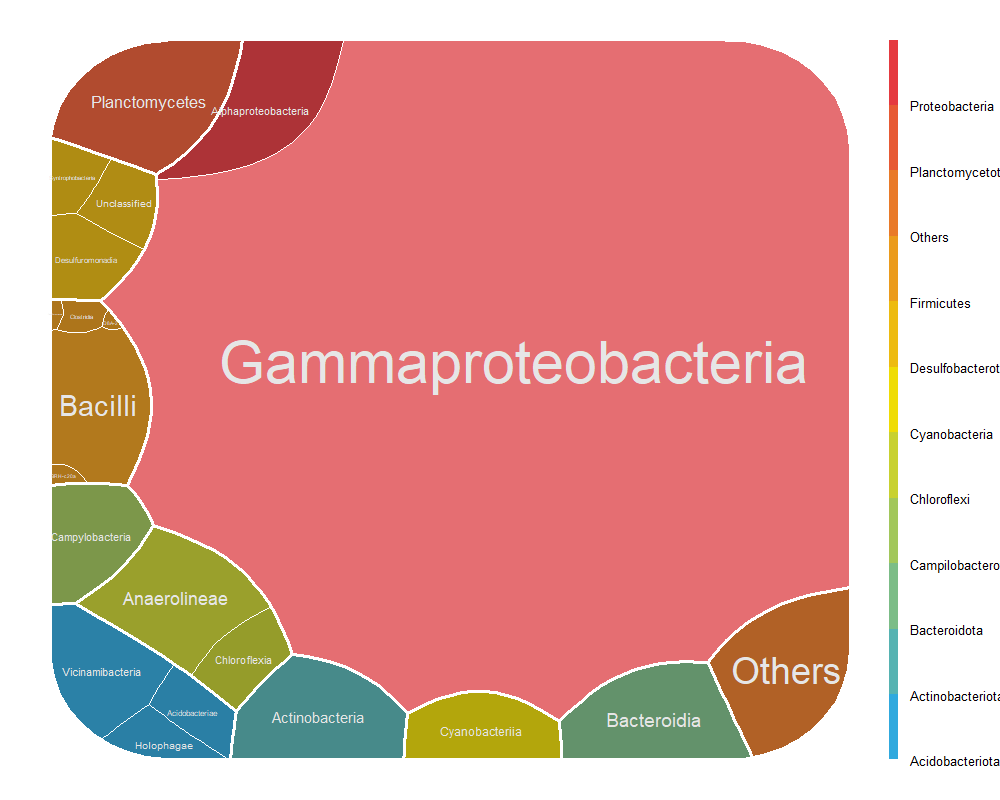 Planctomycetes
Alphaproteobacteria
Unclassified
Desulfuromonadia
Clostridia
Gammaproteobacteria
Bacilli
Campylobacteria
Anaerolineae
Chloroflexia
Vicinamibacteria
Acidobacteriae
Holophagae
Actinobacteria
Cyanobacteriia
Bacteroidia
Others
Proteobacteria
Planctomycetot
Others
Firmicutes
Desulfobacterot
Cyanobacteria
Chloroflexi
Campilobactero
Bacteroidota
Actinobacteriota
Acidobacteriota